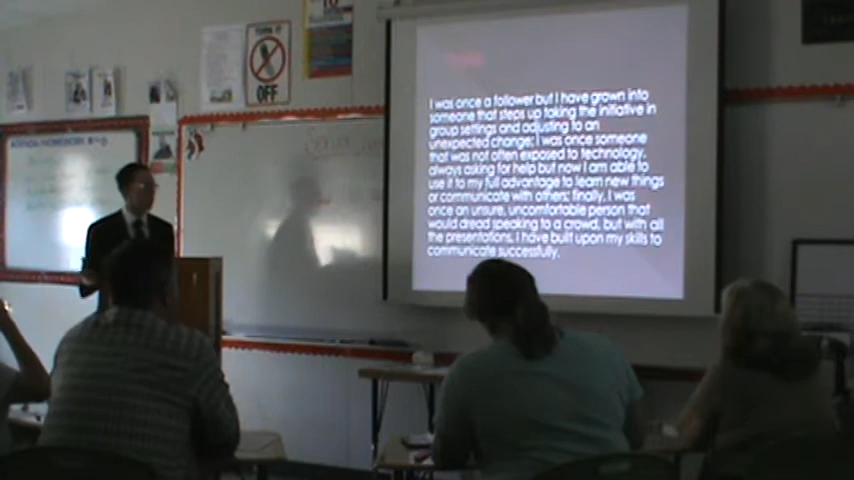 TURN IT
OFF
AGENDA/HOMEWORK
I was once a follower but I have grown into
someone that steps up taking the initiative in
group settings and adjusting to an
unexpected change; I was once someone
that was not often exposed to technology,
always asking for help but now I am able to
use it to my full advantage to learn new things
or communicate with others; finally, I was
once an unsure, uncomfortable person that
would dread speaking to a crowd, but with all
the presentations, I have built upon my skills to
communicate successfully.